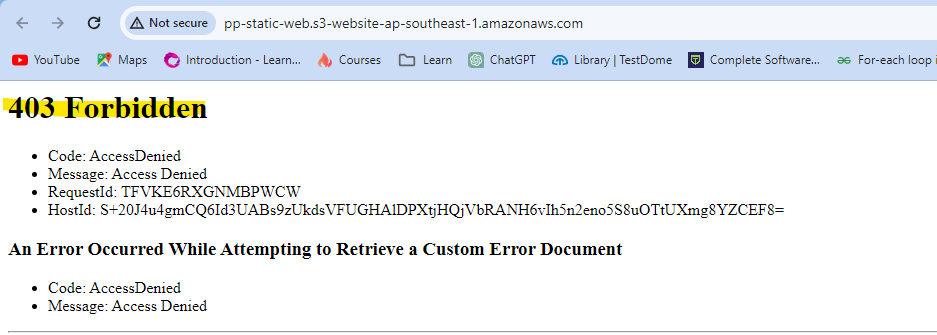 Not secure pp-static-web.s3-website-ap-southeast-1.amazonaws.com
YouTube Maps Introduction - Learn... Courses Learn ChatGPT Library | TestDome Complete Software... For-each loop i
403 Forbidden
• Code: AccessDenied
• Message: Access Denied
• RequestId: TFVKE6RXGNMBPWCW
• HostId: S+20J4u4gmCQ6Id3UABs9zUkdsVFUGHAlDPXtjHQjVbRANH6vIh5n2eno5S8uOTtUXmg8YZCEF8=
An Error Occurred While Attempting to Retrieve a Custom Error Document
• Code: AccessDenied
• Message: Access Denied